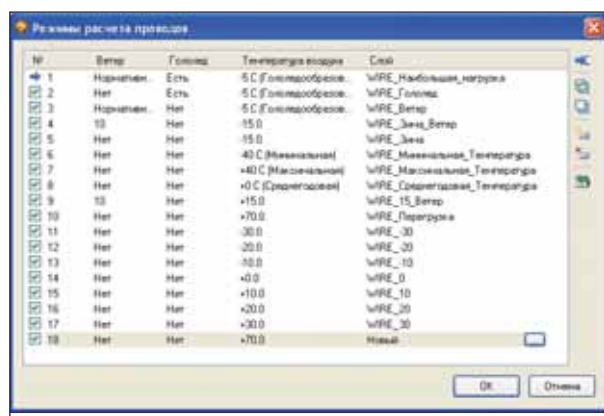 Режимы расчета проводов
№ Ветер Гололед Температура воздуха Слой
1 Нормативн... Есть -5 С (Гололедообразов... WIRE_Наибольшая_нагрузка
2 Нет Есть -5 С (Гололедообразов... WIRE_Гололед
3 Нормативн... Нет -5 С (Гололедообразов... WIRE_Ветер
4 10 Нет -15.0 WIRE_Зима_Ветер
5 Нет Нет -15.0 WIRE_Зима
6 Нет Нет -40 С (Минимальная) WIRE_Минимальная_Температура
7 Нет Нет +40 С (Максимальная) WIRE_Максимальная_Температура
8 Нет Нет +0 С (Среднегодовая) WIRE_Среднегодовая_Температура
9 10 Нет +15.0 WIRE_15_Ветер
10 Нет Нет +70.0 WIRE_Перегрузка
11 Нет Нет -30.0 WIRE_-30
12 Нет Нет -20.0 WIRE_-20
13 Нет Нет -10.0 WIRE_-10
14 Нет Нет +0.0 WIRE_0
15 Нет Нет +10.0 WIRE_10
16 Нет Нет +20.0 WIRE_20
17 Нет Нет +30.0 WIRE_30
18 Нет Нет +70.0 Новый ...
OK Отмена